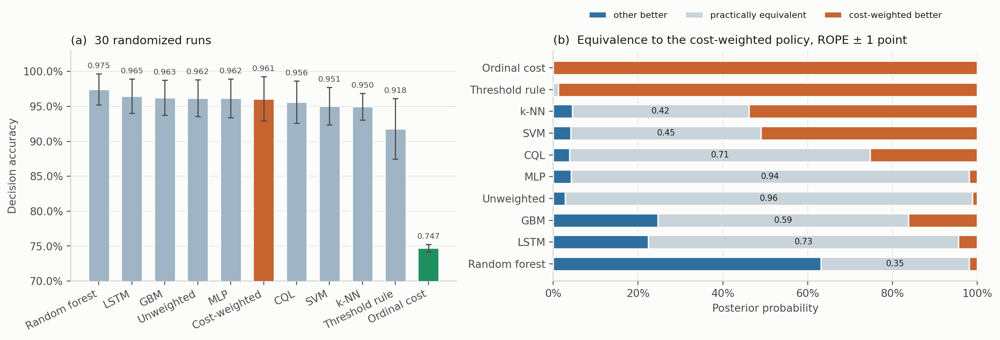 other better
practically equivalent
cost-weighted better
(a) 30 randomized runs
Decision accuracy
100.0%
95.0%
90.0%
85.0%
80.0%
75.0%
70.0%
0.975
0.965
0.963
0.962
0.962
0.961
0.956
0.951
0.950
0.918
0.747
Random forest
LSTM
GBM
Unweighted
MLP
Cost-weighted
CQL
SVM
k-NN
Threshold rule
Ordinal cost
(b) Equivalence to the cost-weighted policy, ROPE ± 1 point
Ordinal cost
Threshold rule
k-NN
0.42
SVM
0.45
CQL
0.71
MLP
0.94
Unweighted
0.96
GBM
0.59
LSTM
0.73
Random forest
0.35
0%
20%
40%
60%
80%
100%
Posterior probability